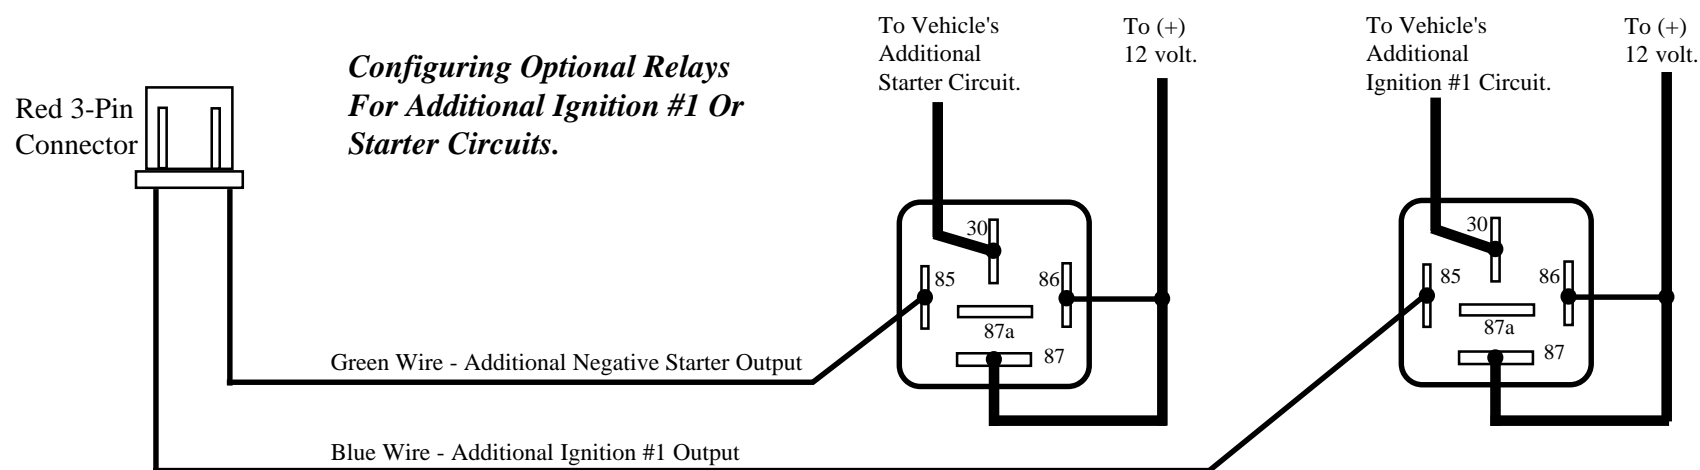 Configuring Optional Relays
For Additional Ignition #1 Or
Starter Circuits.
Red 3-Pin
Connector
To Vehicle's
Additional
Starter Circuit.
To (+)
12 volt.
To Vehicle's
Additional
Ignition #1 Circuit.
To (+)
12 volt.
30
85
86
87a
87
30
85
86
87a
87
Green Wire - Additional Negative Starter Output
Blue Wire - Additional Ignition #1 Output